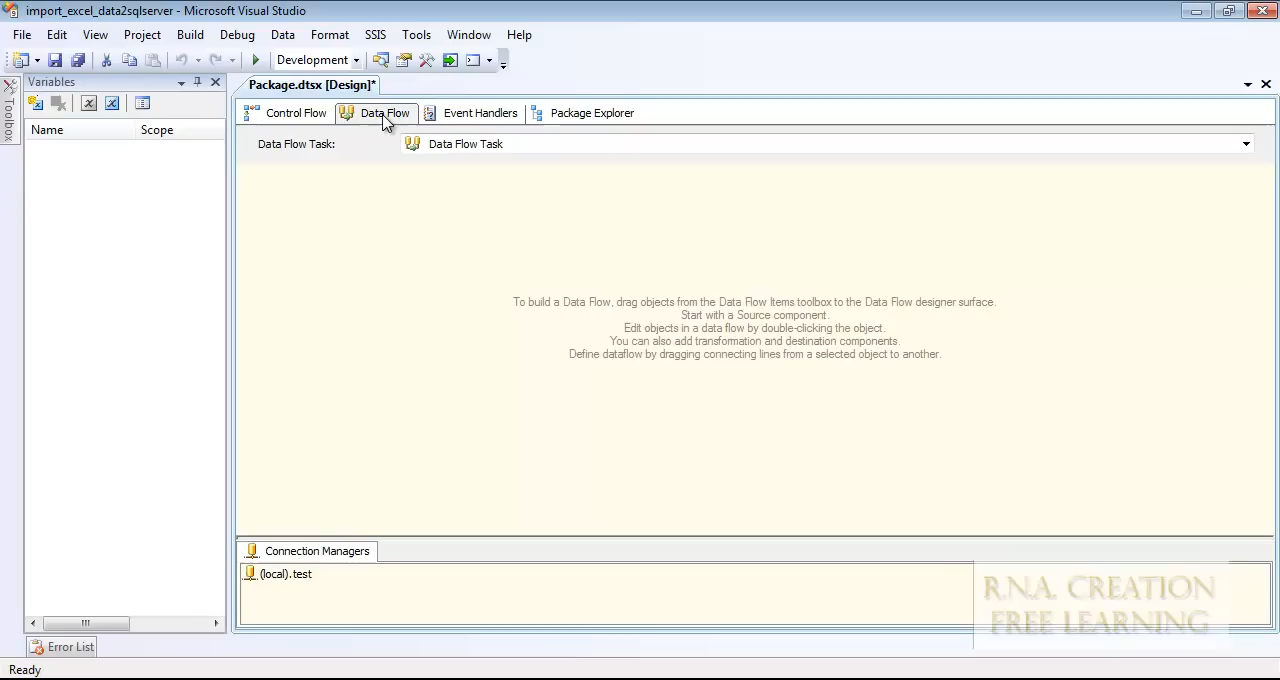 import_excel_data2sqlserver - Microsoft Visual Studio
File Edit View Project Build Debug Data Format SSIS Tools Window Help
Development
Variables
Package.dtsx [Design]*
Toolbox
Control Flow Data Flow Event Handlers Package Explorer
Name Scope
Data Flow Task: Data Flow Task
To build a Data Flow, drag objects from the Data Flow Items toolbox to the Data Flow designer surface.
Start with a Source component.
Edit objects in a data flow by double-clicking the object.
You can also add transformation and destination components.
Define dataflow by dragging connecting lines from a selected object to another.
Connection Managers
(local).test
R.N.A. CREATION
FREE LEARNING
Error List
Ready